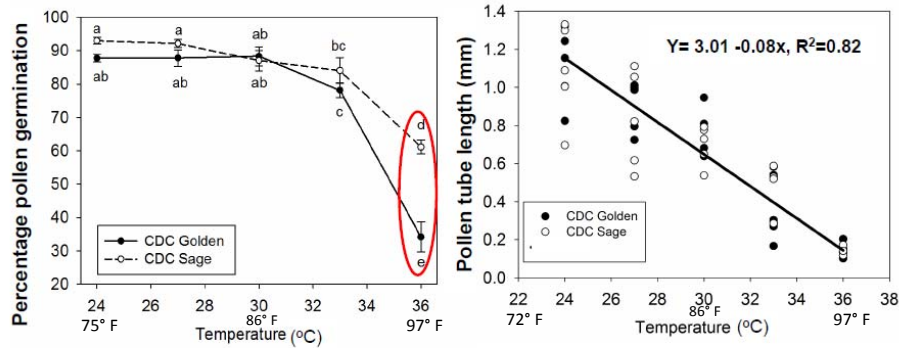 Percentage pollen germination
100
90
80
70
60
50
40
30
20
a
a
ab
bc
ab
ab
ab
c
d
e
CDC Golden
CDC Sage
24 26 28 30 32 34 36
75° F 86° F 97° F
Temperature (°C)
Pollen tube length (mm)
1.4
1.2
1.0
0.8
0.6
0.4
0.2
0.0
Y= 3.01 -0.08x, R²=0.82
CDC Golden
CDC Sage
22 24 26 28 30 32 34 36 38
72° F 86° F 97° F
Temperature (°C)